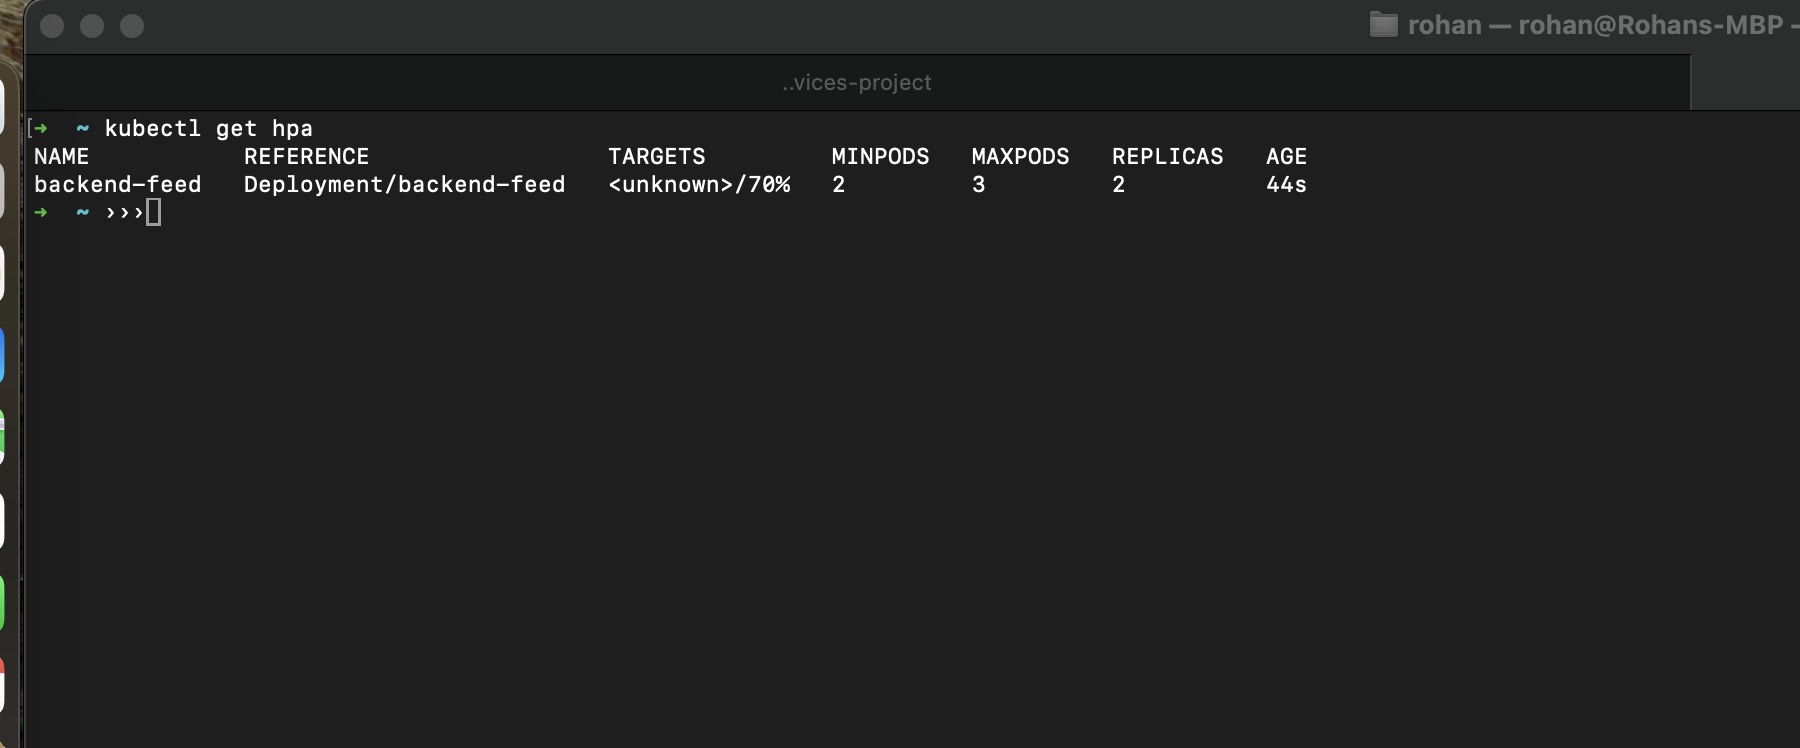 rohan — rohan@Rohans-MBP –
..vices-project
[➜  ~ kubectl get hpa
NAME           REFERENCE                 TARGETS         MINPODS   MAXPODS   REPLICAS   AGE
backend-feed   Deployment/backend-feed   <unknown>/70%   2         3         2          44s
➜  ~ ›››